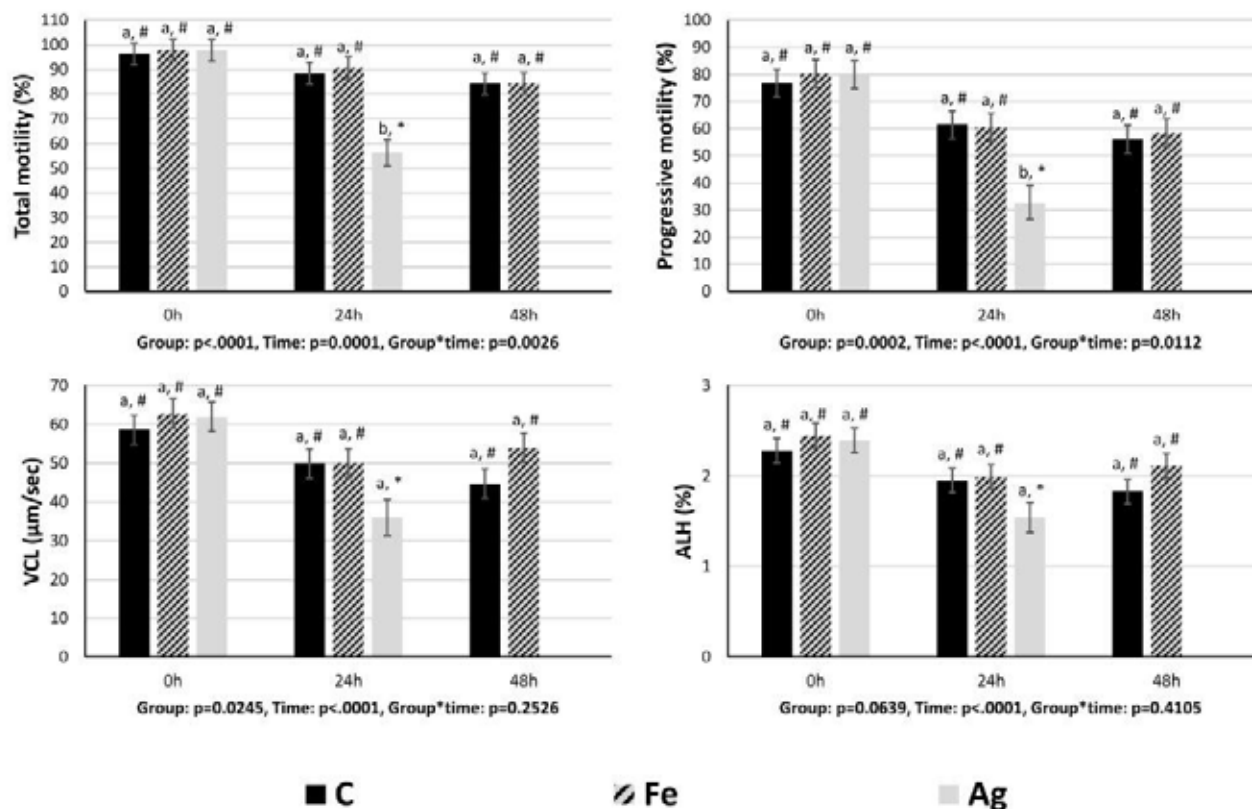 Total motility (%)
110
100
90
80
70
60
50
40
30
20
10
0
a, # a, # a, #
a, # a, # b, *
a, # a, #
0h 24h 48h
Group: p<.0001, Time: p=0.0001, Group*time: p=0.0026
Progressive motility (%)
100
90
80
70
60
50
40
30
20
10
0
a, # a, # a, #
a, # a, # b, *
a, # a, #
0h 24h 48h
Group: p=0.0002, Time: p<.0001, Group*time: p=0.0112
VCL (μm/sec)
70
60
50
40
30
20
10
0
a, # a, # a, #
a, # a, # a, *
a, # a, #
0h 24h 48h
Group: p=0.0245, Time: p<.0001, Group*time: p=0.2526
ALH (%)
3
2
1
0
a, # a, # a, #
a, # a, # a, *
a, # a, #
0h 24h 48h
Group: p=0.0639, Time: p<.0001, Group*time: p=0.4105
C Fe Ag